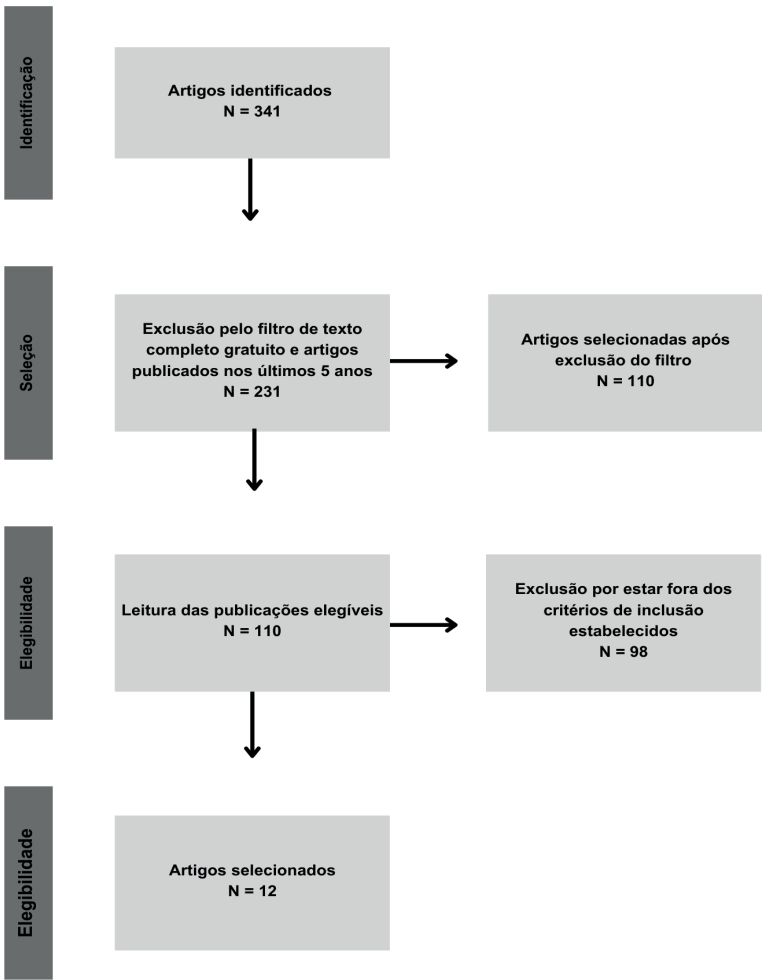 Identificação
Artigos identificados
N = 341
Seleção
Exclusão pelo filtro de texto
completo gratuito e artigos
publicados nos últimos 5 anos
N = 231
Artigos selecionadas após
exclusão do filtro
N = 110
Elegibilidade
Leitura das publicações elegíveis
N = 110
Exclusão por estar fora dos
critérios de inclusão
estabelecidos
N = 98
Elegibilidade
Artigos selecionados
N = 12